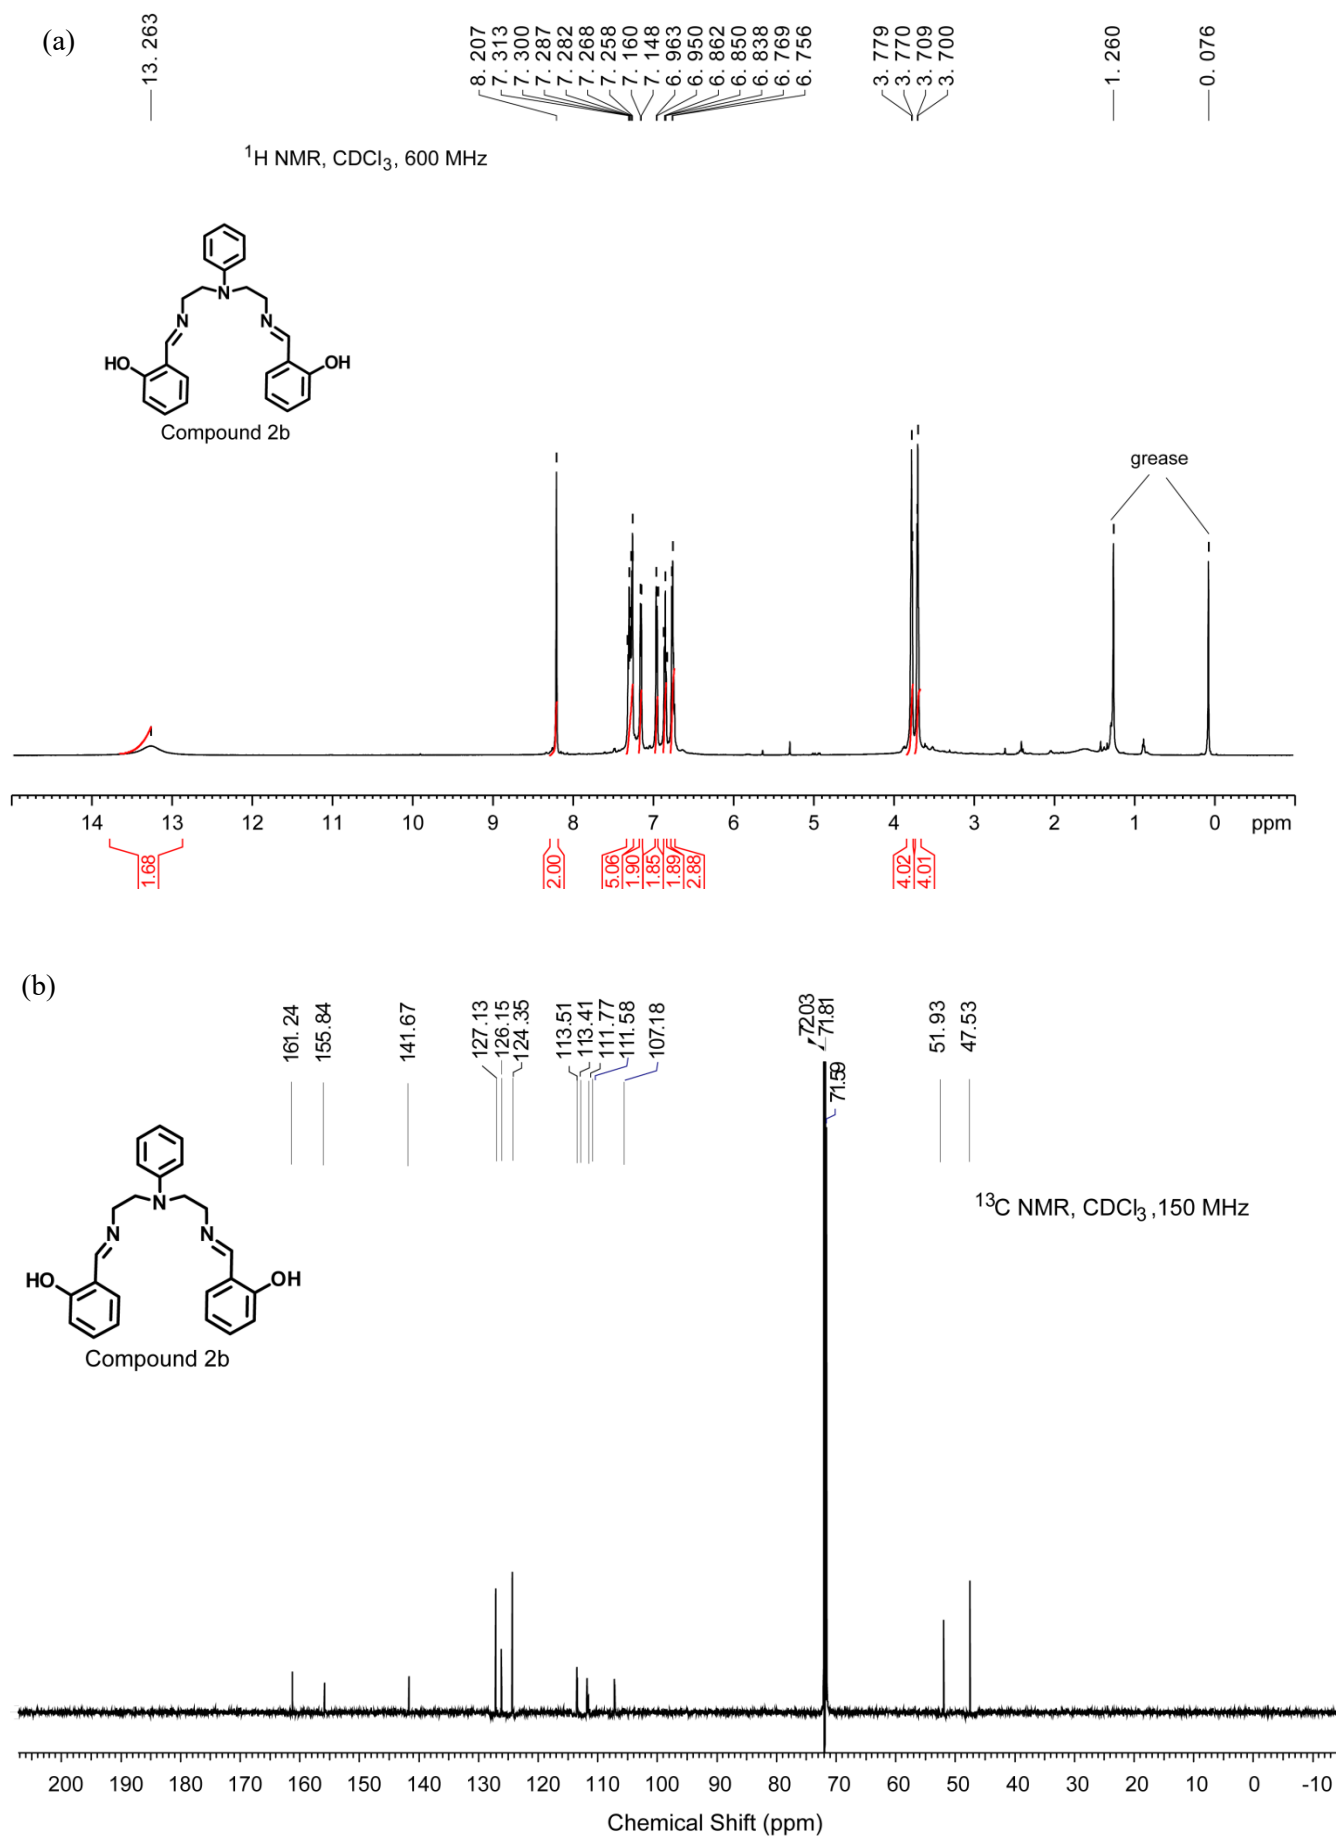 (a)
13. 263
8. 207
7. 313
7. 300
7. 287
7. 282
7. 268
7. 258
7. 160
7. 148
6. 963
6. 950
6. 862
6. 850
6. 838
6. 769
6. 756
3. 779
3. 770
3. 709
3. 700
1. 260
0. 076
¹H NMR, CDCl₃, 600 MHz
N
N
N
HO
OH
Compound 2b
grease
14 13 12 11 10 9 8 7 6 5 4 3 2 1 0 ppm
1.68
2.00
5.06
1.90
1.85
1.89
2.88
4.02
4.01
(b)
161. 24
155. 84
141.67
127.13
126.15
124.35
113.51
113.41
111.77
111.58
107.18
72.03
71.81
71.59
51. 93
47.53
¹³C NMR, CDCl₃ ,150 MHz
N
N
N
HO
OH
Compound 2b
200 190 180 170 160 150 140 130 120 110 100 90 80 70 60 50 40 30 20 10 0 -10
Chemical Shift (ppm)